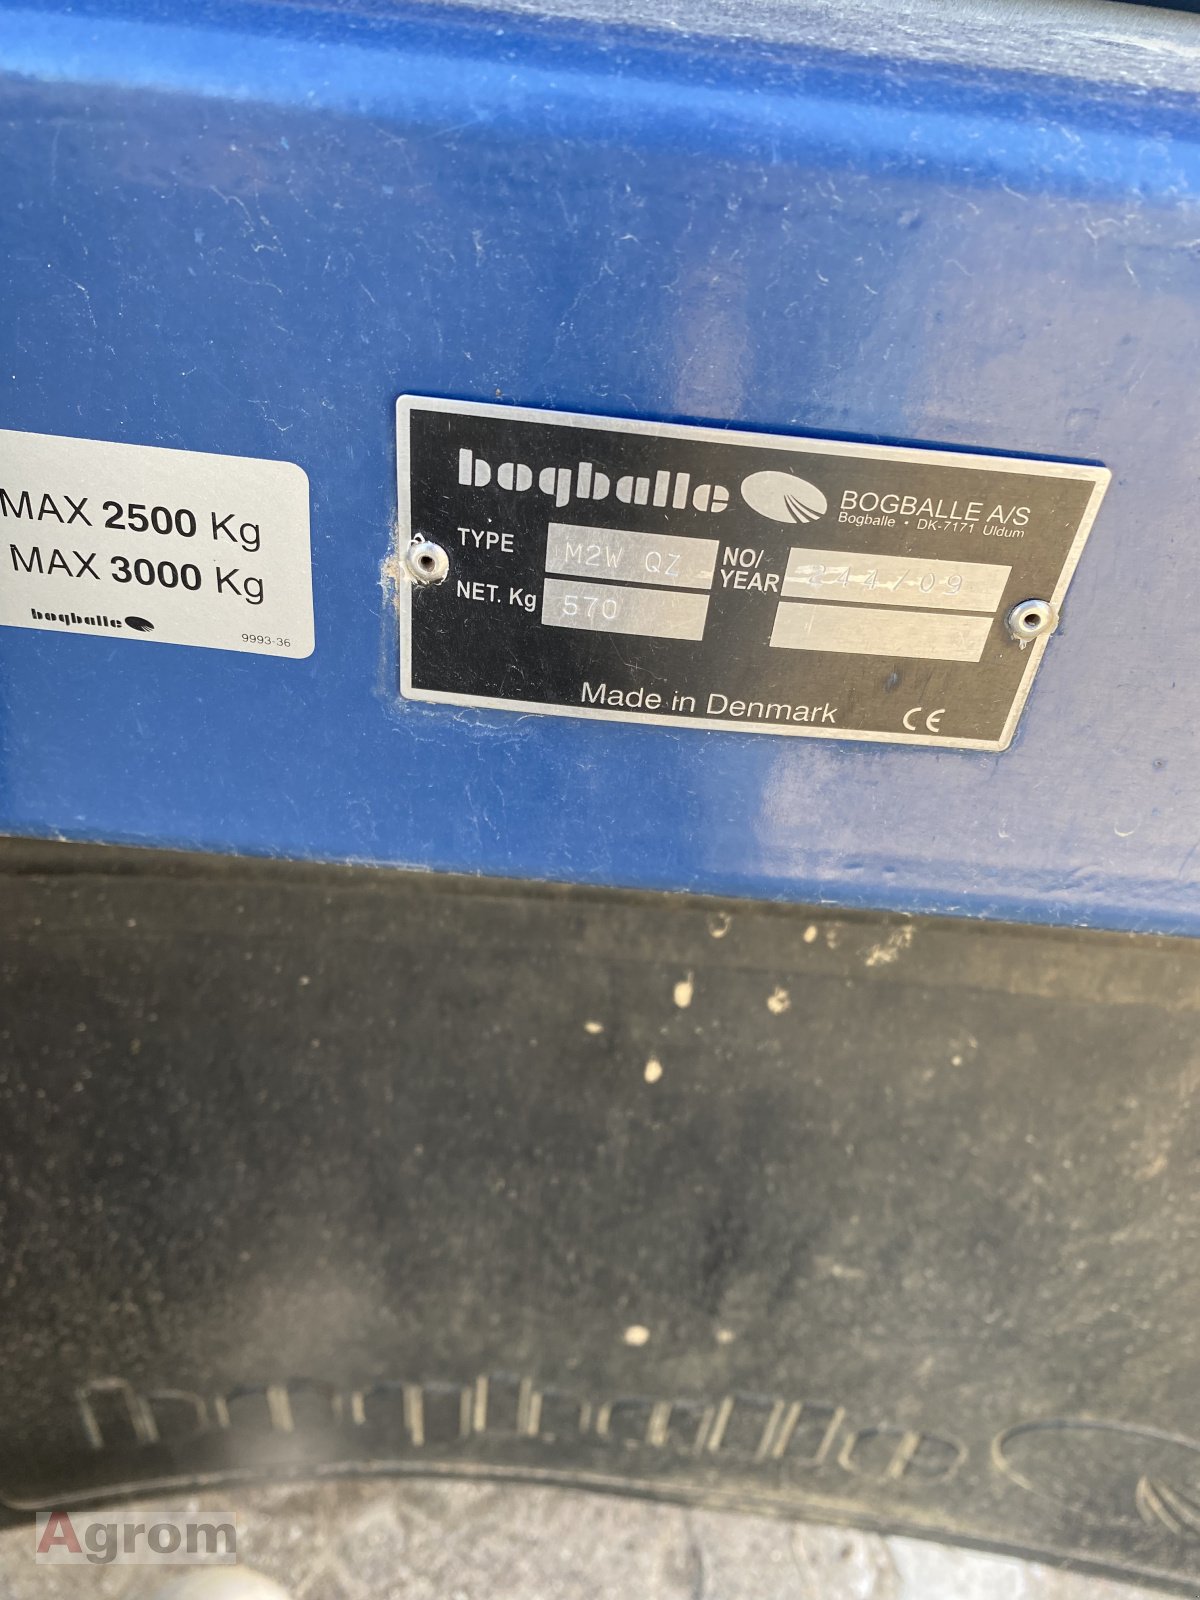 MAX 2500 Kg
MAX 3000 Kg
bogballe
9993-36
bogballe BOGBALLE A/S
Bogballe • DK-7171 Uldum
TYPE M2W QZ NO/YEAR 244/09
NET. Kg 570
Made in Denmark CE
bogballe
Agrom